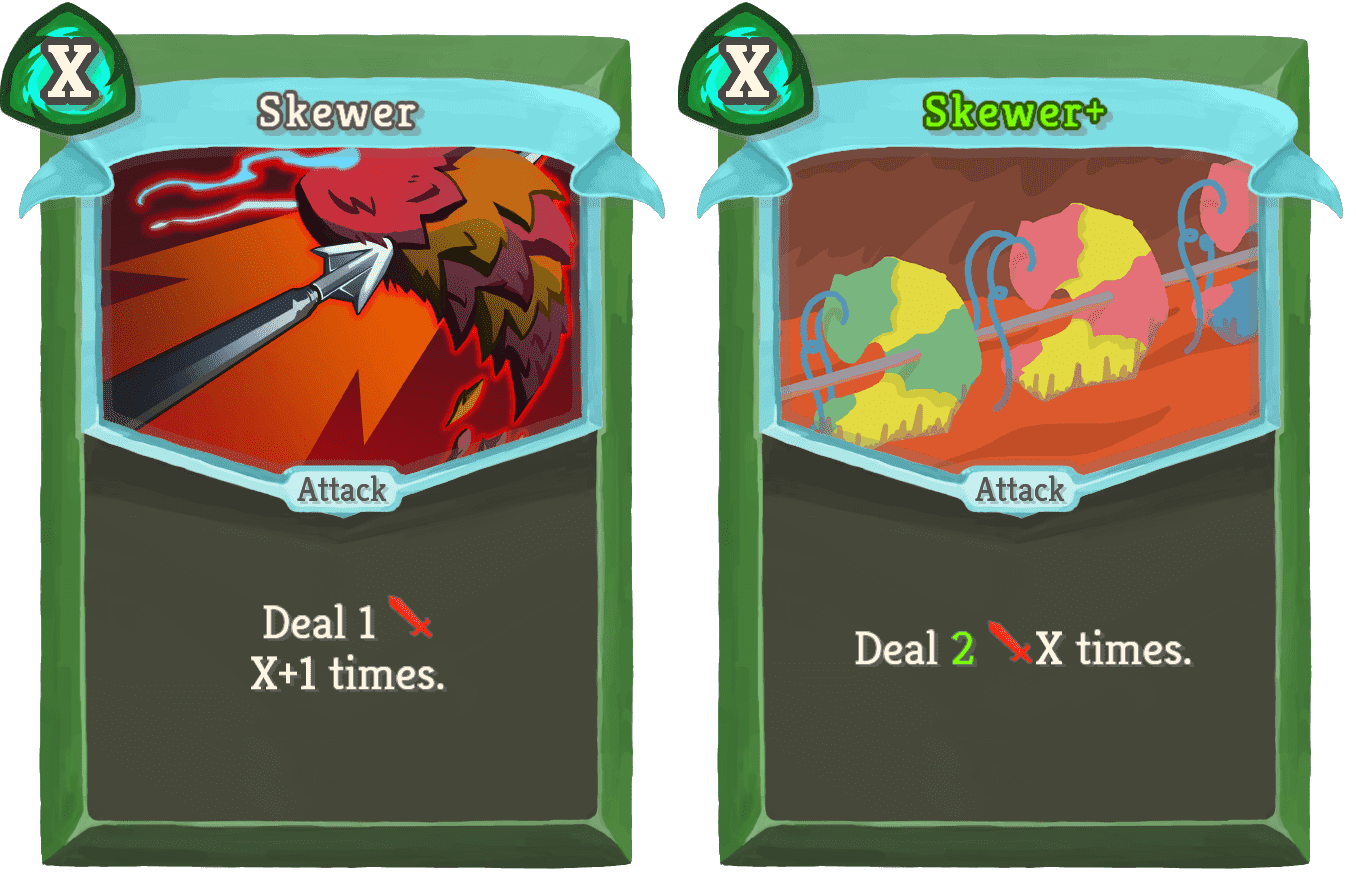 X
Skewer
Attack
Deal 1
X+1 times.
X
Skewer+
Attack
Deal 2 X times.